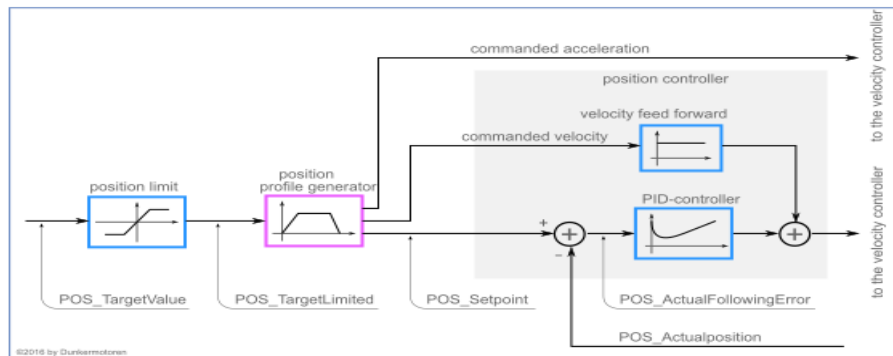 commanded acceleration
position controller
velocity feed forward
commanded velocity
position
profile generator
position limit
PID-controller
+
−
POS_TargetValue
POS_TargetLimited
POS_Setpoint
POS_ActualFollowingError
POS_Actualposition
to the velocity controller
to the velocity controller
©2016 by Dunkermotoren